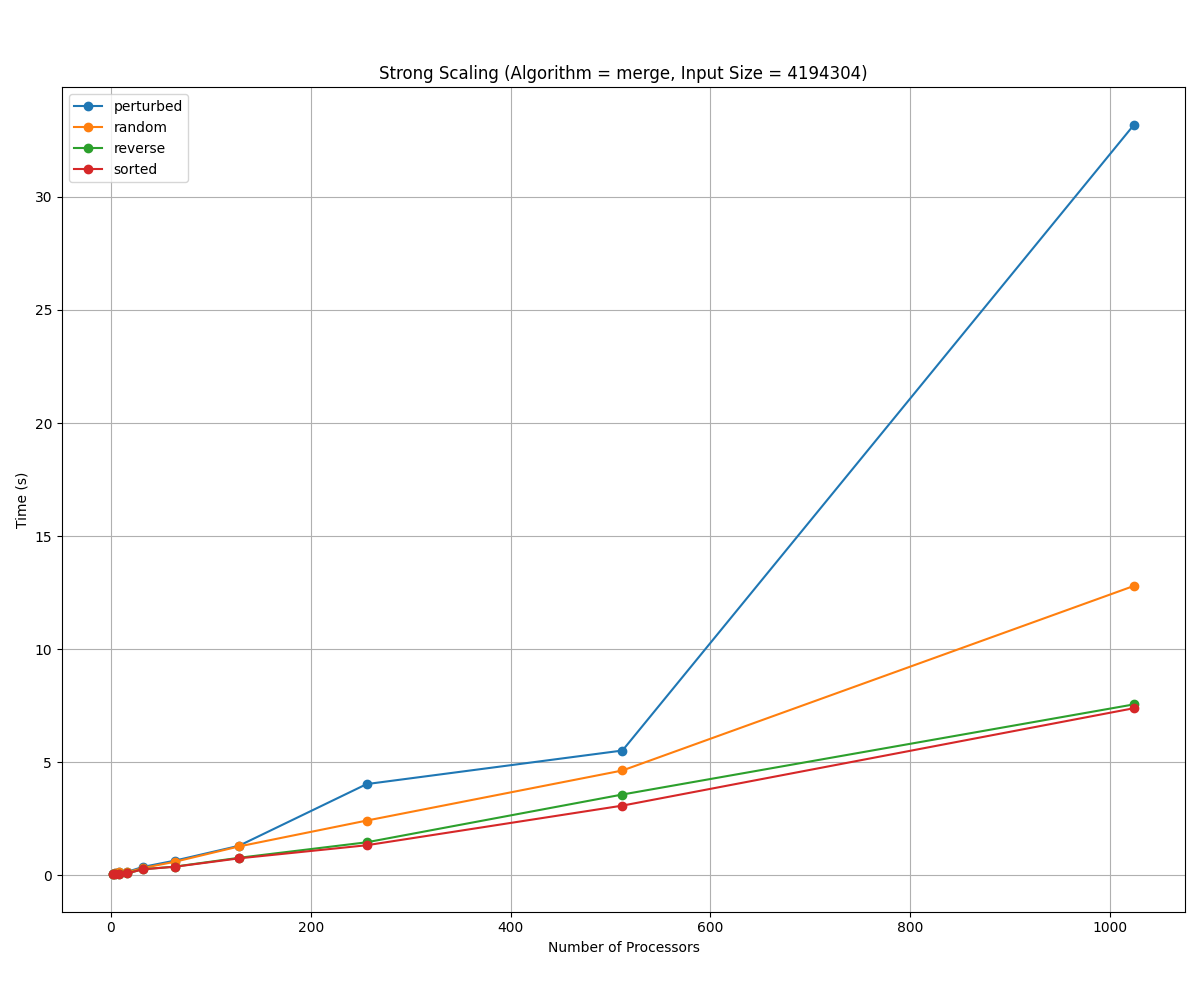 Strong Scaling (Algorithm = merge, Input Size = 4194304)
perturbed
random
reverse
sorted
30
25
20
15
10
5
0
Time (s)
0 200 400 600 800 1000
Number of Processors